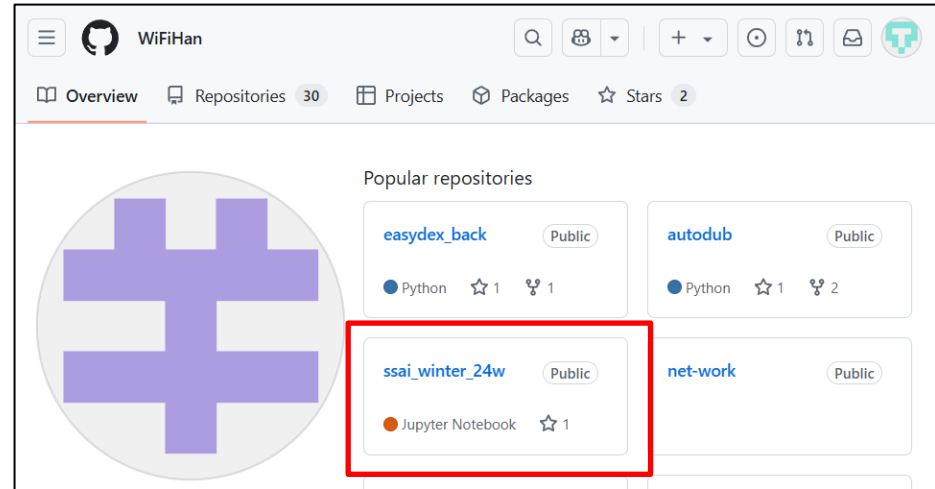 WiFiHan
Overview
Repositories 30
Projects
Packages
Stars 2
Popular repositories
easydex_back
Public
Python
1
1
autodub
Public
Python
1
2
ssai_winter_24w
Public
Jupyter Notebook
1
net-work
Public